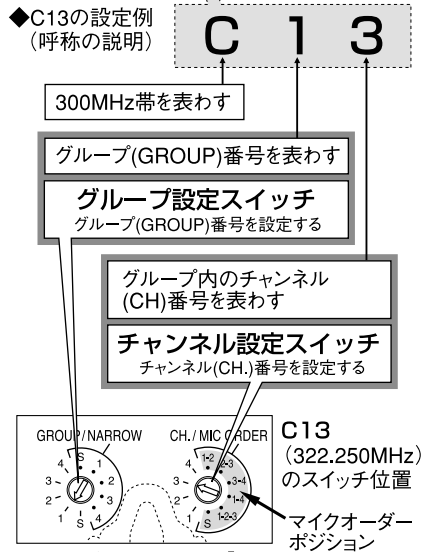 ◆C13の設定例
(呼称の説明)
C 1 3
300MHz帯を表わす
グループ(GROUP)番号を表わす
グループ設定スイッチ
グループ(GROUP)番号を設定する
グループ内のチャンネル
(CH)番号を表わす
チャンネル設定スイッチ
チャンネル(CH.)番号を設定する
GROUP/NARROW
S
1
2
3
4
S
1
2
3
4
CH./MIC ORDER
1-2
2-3
3-4
1-4
1-2-3
S
1
2
3
4
C13
(322.250MHz)
のスイッチ位置
マイクオーダー
ポジション